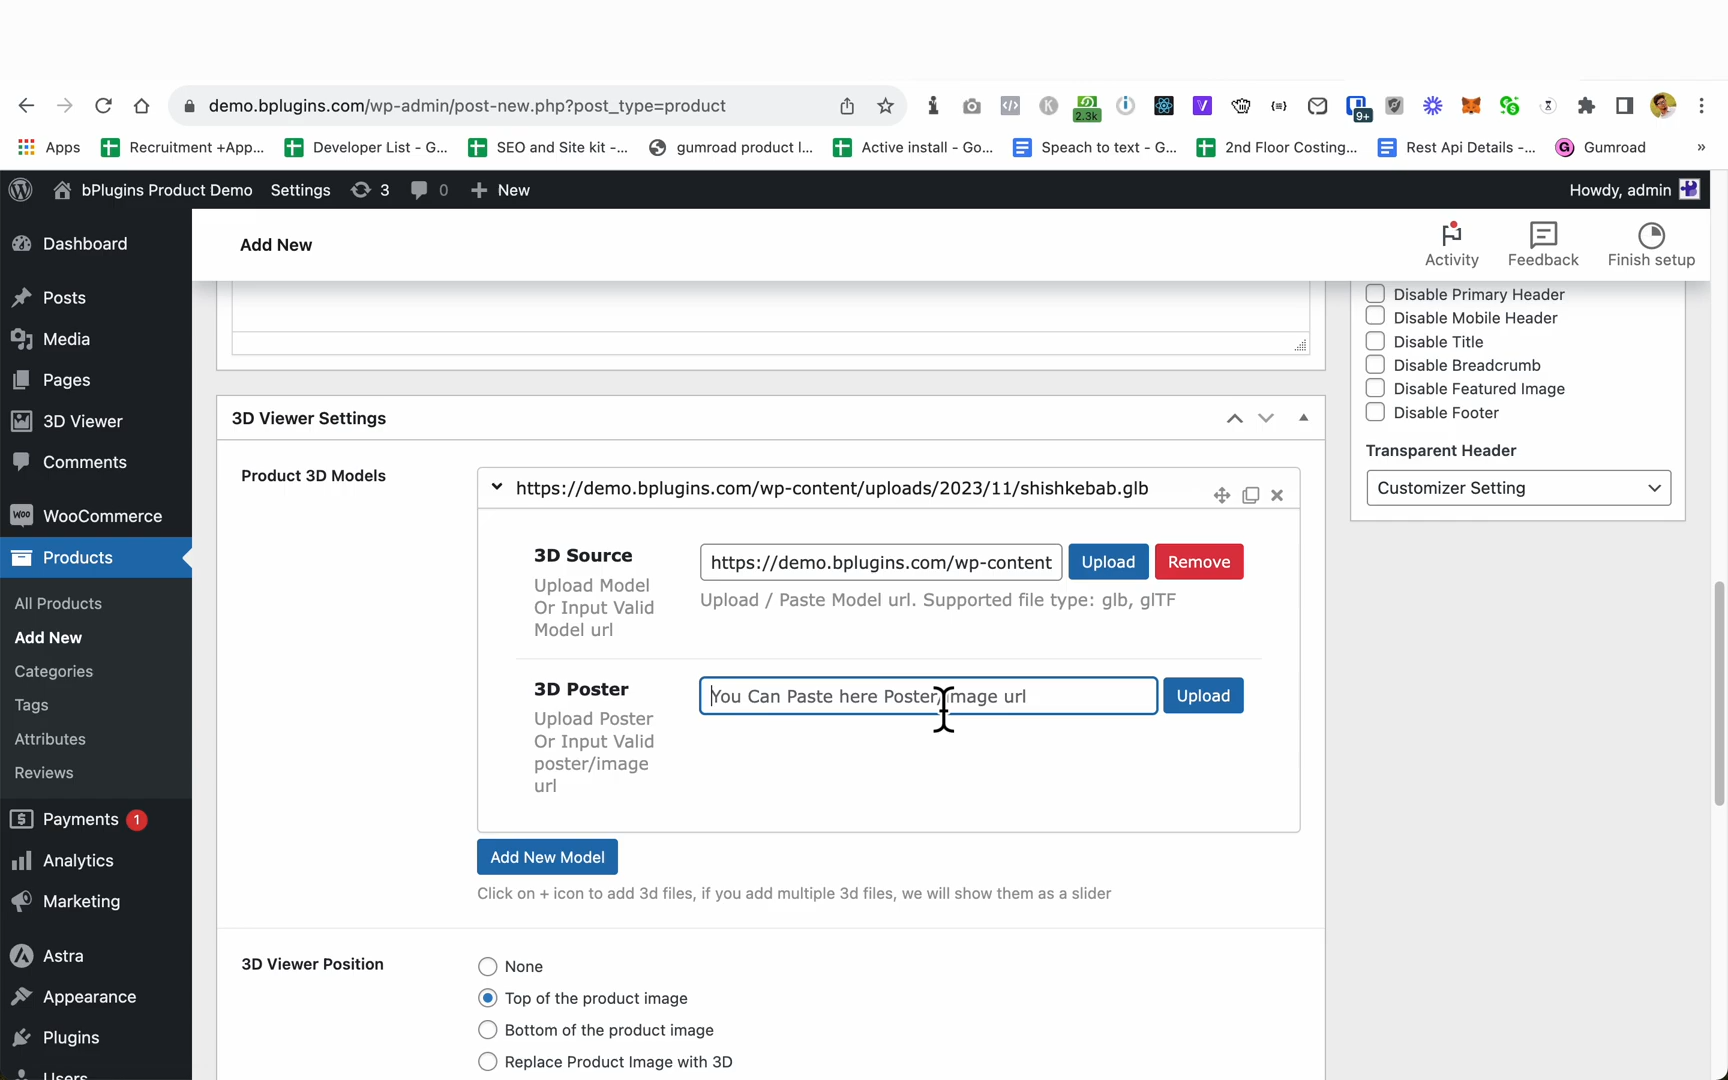 demo.bplugins.com/wp-admin/post-new.php?post_type=product
2.3k
9+
Apps
Recruitment +App...
Developer List - G...
SEO and Site kit -...
gumroad product l...
Active install - Go...
Speach to text - G...
2nd Floor Costing...
Rest Api Details -...
Gumroad
»
bPlugins Product Demo
Settings
3
0
New
Howdy, admin
Dashboard
Posts
Media
Pages
3D Viewer
Comments
WooCommerce
Products
All Products
Add New
Categories
Tags
Attributes
Reviews
Payments 1
Analytics
Marketing
Astra
Appearance
Plugins
Users
Add New
Activity
Feedback
Finish setup
3D Viewer Settings
Product 3D Models
https://demo.bplugins.com/wp-content/uploads/2023/11/shishkebab.glb
3D Source
Upload Model
Or Input Valid
Model url
https://demo.bplugins.com/wp-content
Upload
Remove
Upload / Paste Model url. Supported file type: glb, glTF
3D Poster
Upload Poster
Or Input Valid
poster/image
url
You Can Paste here Poster/image url
Upload
Add New Model
Click on + icon to add 3d files, if you add multiple 3d files, we will show them as a slider
3D Viewer Position
None
Top of the product image
Bottom of the product image
Replace Product Image with 3D
Disable Primary Header
Disable Mobile Header
Disable Title
Disable Breadcrumb
Disable Featured Image
Disable Footer
Transparent Header
Customizer Setting